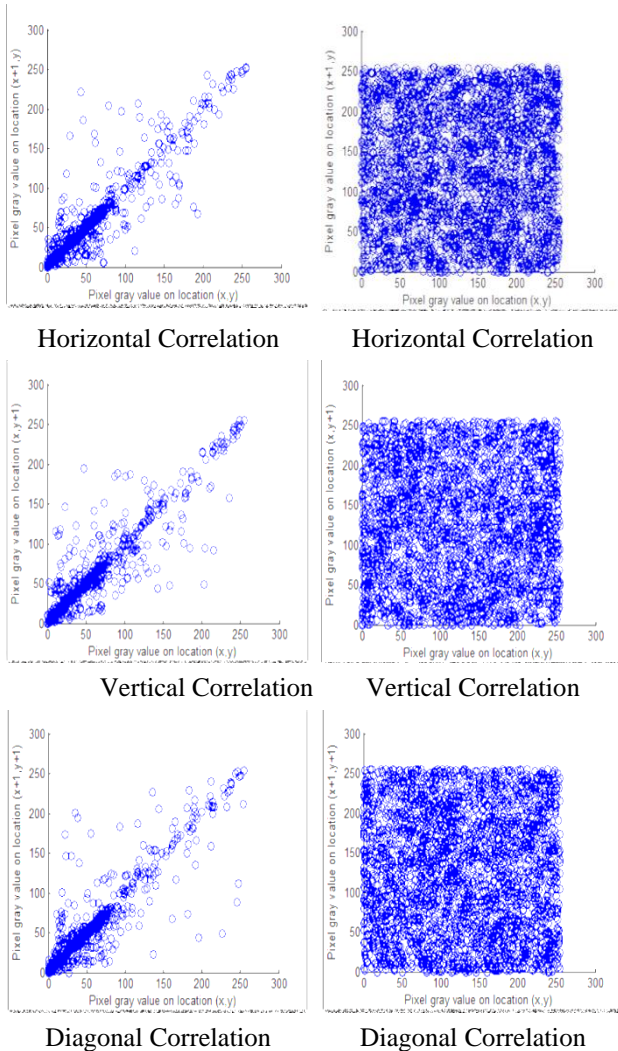 300
250
200
150
100
50
0
Pixel gray value on location (x+1,y)
0 50 100 150 200 250 300
Pixel gray value on location (x,y)
Horizontal Correlation
300
250
200
150
100
50
0
Pixel gray value on location (x+1,y)
0 50 100 150 200 250 300
Pixel gray value on location (x,y)
Horizontal Correlation
300
250
200
150
100
50
0
Pixel gray value on location (x,y+1)
0 50 100 150 200 250 300
Pixel gray value on location (x,y)
Vertical Correlation
300
250
200
150
100
50
0
Pixel gray value on location (x,y+1)
0 50 100 150 200 250 300
Pixel gray value on location (x,y)
Vertical Correlation
300
250
200
150
100
50
0
Pixel gray value on location (x+1,y+1)
0 50 100 150 200 250 300
Pixel gray value on location (x,y)
Diagonal Correlation
300
250
200
150
100
50
0
Pixel gray value on location (x+1,y+1)
0 50 100 150 200 250 300
Pixel gray value on location (x,y)
Diagonal Correlation